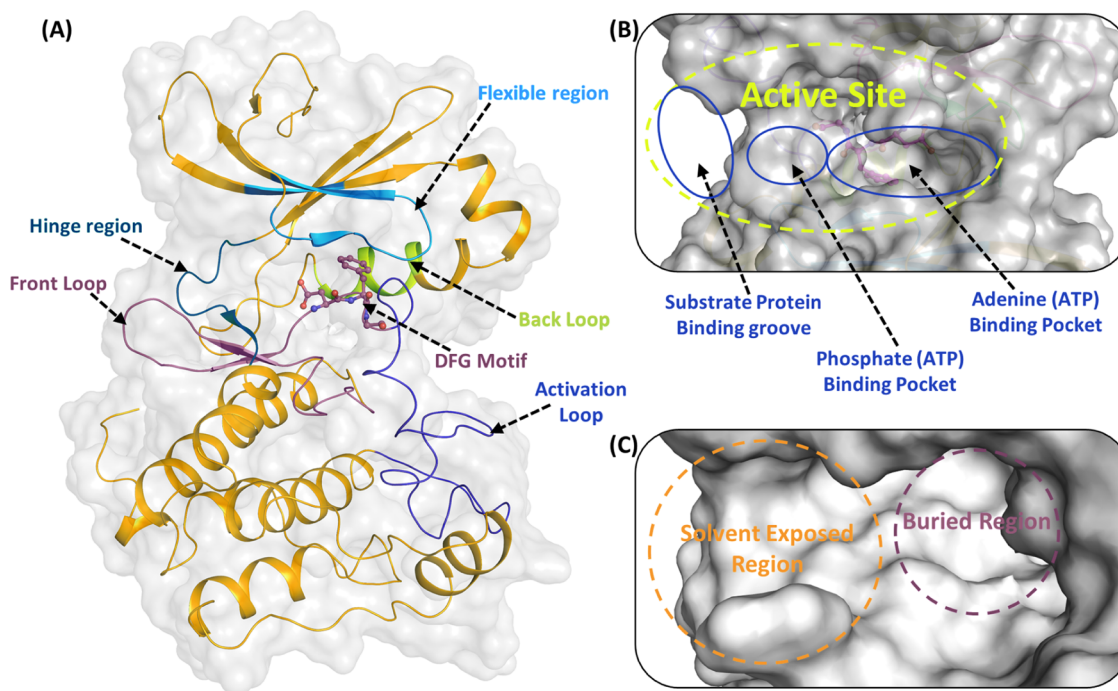 (A)
Flexible region
Hinge region
Front Loop
Back Loop
DFG Motif
Activation
Loop
(B)
Active Site
Substrate Protein
Binding groove
Adenine (ATP)
Binding Pocket
Phosphate (ATP)
Binding Pocket
(C)
Solvent Exposed
Region
Buried Region